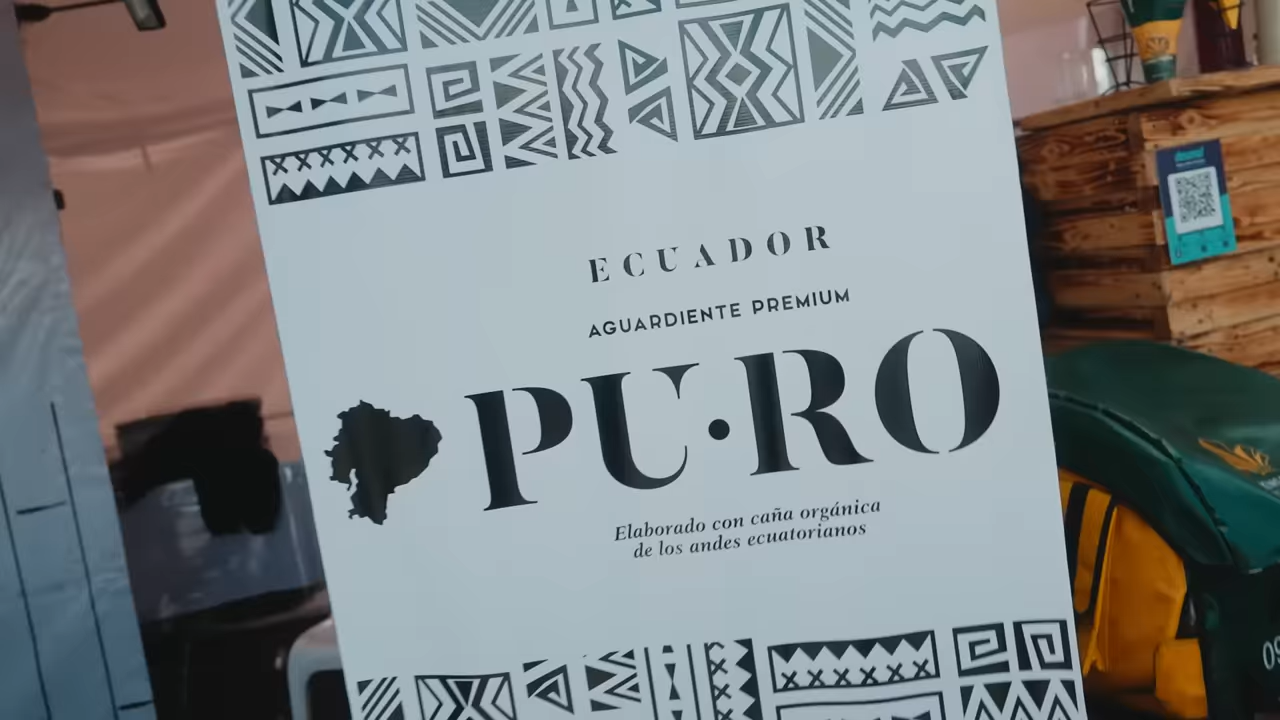 ECUADOR
AGUARDIENTE PREMIUM
PU·RO
Elaborado con caña orgánica
de los andes ecuatorianos